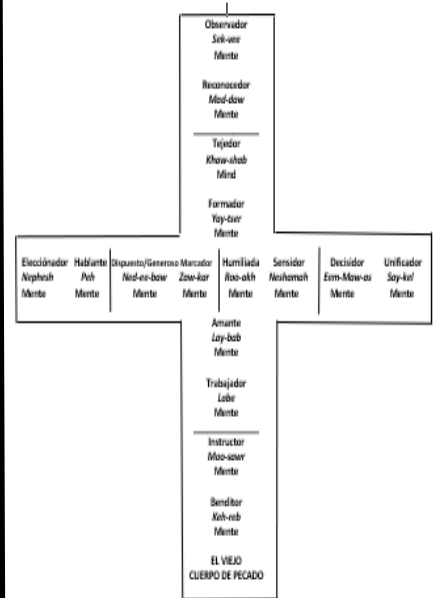 Observador
Sek-vee
Mente
Reconocedor
Mad-daw
Mente
Tejedor
Khaw-shab
Mind
Formador
Yay-tser
Mente
Eleccíónador Hablante Dispuesto/Generoso Marcador Humiliada Sensidor Decisidor Unificador
Nephesh Peh Ned-ee-baw Zaw-kar Roo-akh Neshamah Eem-Maw-as Say-kel
Mente Mente Mente Mente Mente Mente Mente Mente
Amante
Lay-bab
Mente
Trabajador
Labe
Mente
Instructor
Moo-sawr
Mente
Benditor
Keh-reb
Mente
EL VIEJO
CUERPO DE PECADO